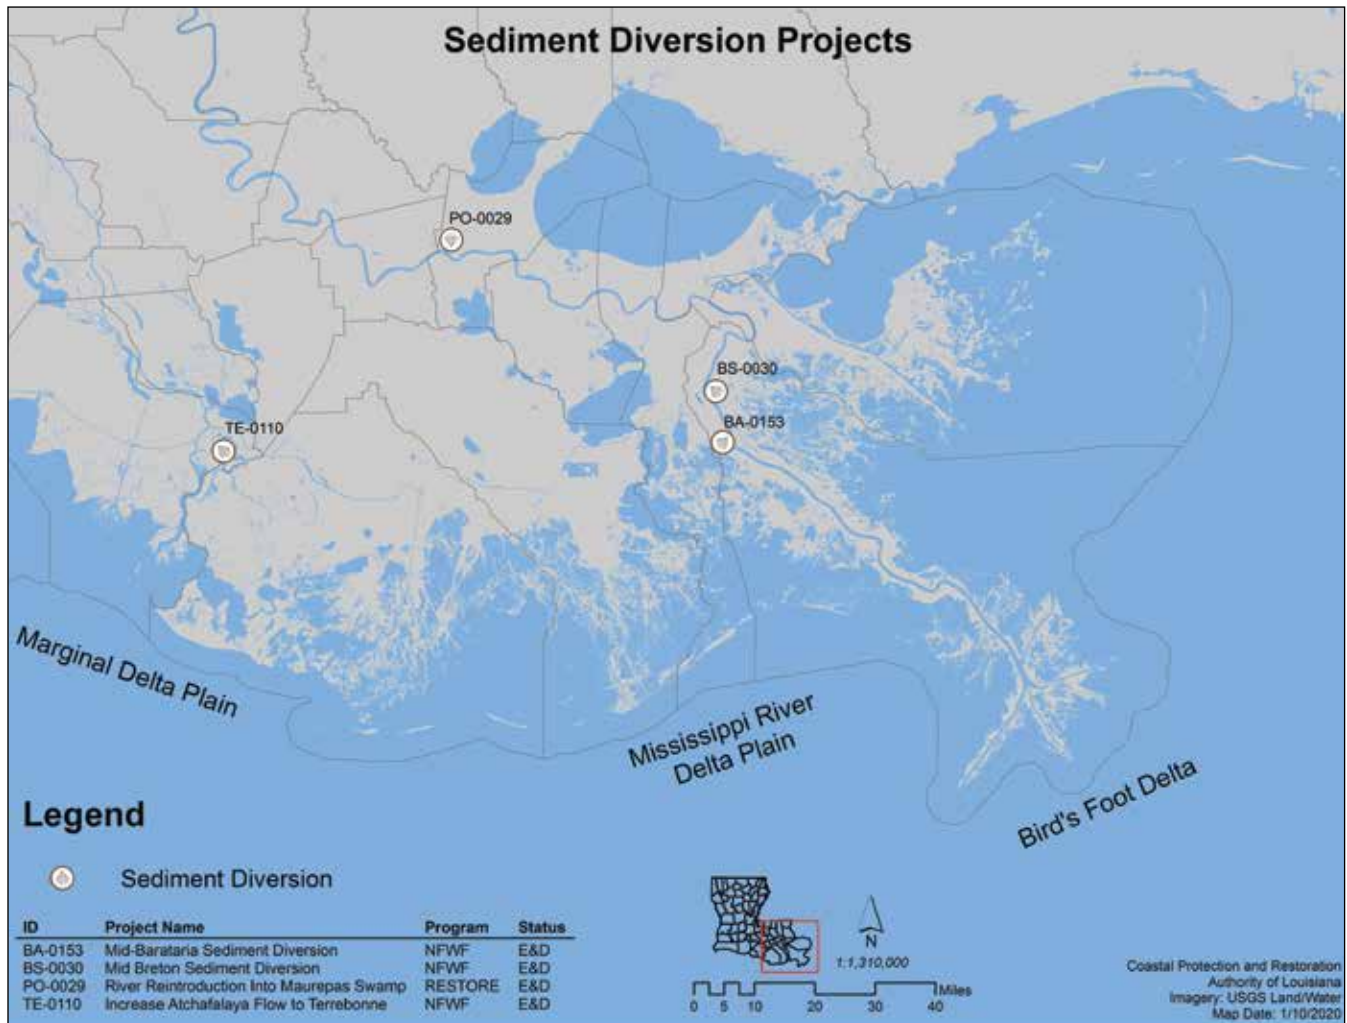 Sediment Diversion Projects
PO-0029
BS-0030
BA-0153
TE-0110
Marginal Delta Plain
Mississippi River
Delta Plain
Bird's Foot Delta
Legend
Sediment Diversion
ID Project Name Program Status
BA-0153 Mid-Barataria Sediment Diversion NFWF E&D
BS-0030 Mid Breton Sediment Diversion NFWF E&D
PO-0029 River Reintroduction Into Maurepas Swamp RESTORE E&D
TE-0110 Increase Atchafalaya Flow to Terrebonne NFWF E&D
N
1:1,310,000
Miles
0 5 10 20 30 40
Coastal Protection and Restoration
Authority of Louisiana
Imagery: USGS Land/Water
Map Date: 1/10/2020